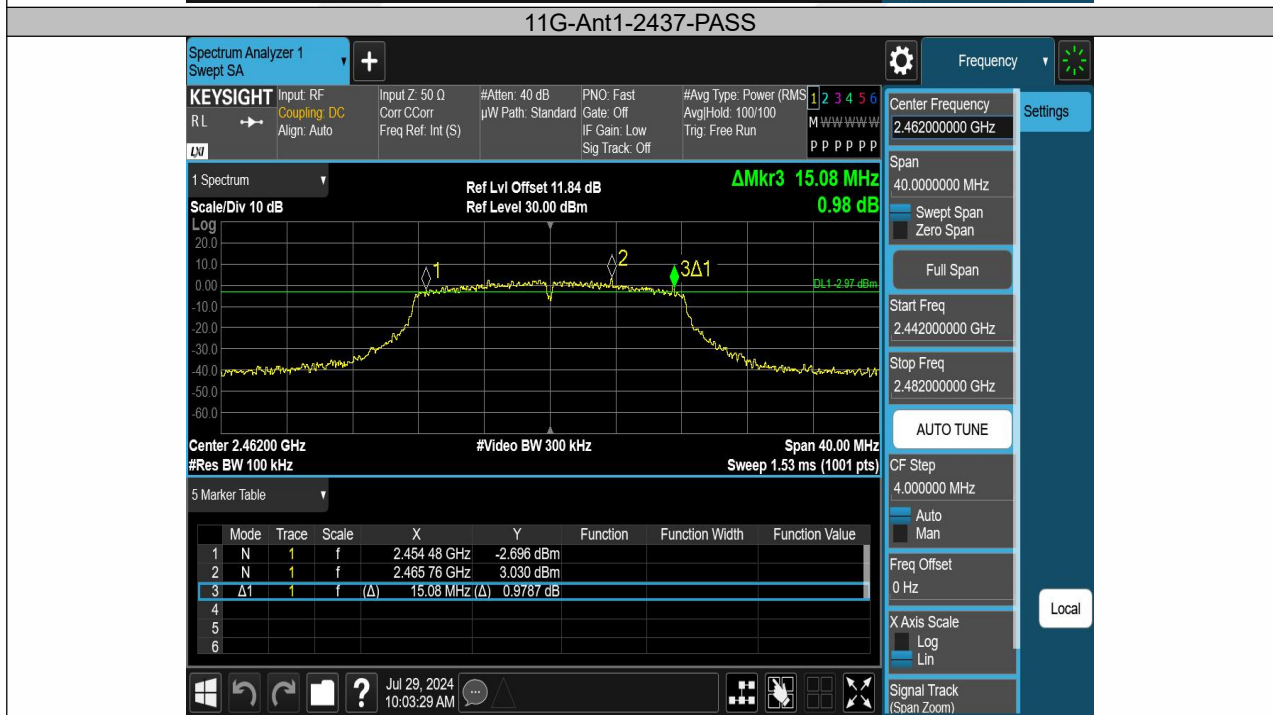 11G-Ant1-2437-PASS
Spectrum Analyzer 1
Swept SA
+
Frequency
KEYSIGHT
RL
LXI
Input: RF
Coupling: DC
Align: Auto
Input Z: 50 Ω
Corr CCorr
Freq Ref: Int (S)
#Atten: 40 dB
µW Path: Standard
PNO: Fast
Gate: Off
IF Gain: Low
Sig Track: Off
#Avg Type: Power (RMS
Avg|Hold: 100/100
Trig: Free Run
1 2 3 4 5 6
M W W W W W
P P P P P P
Center Frequency
2.462000000 GHz
Settings
Span
40.0000000 MHz
Swept Span
Zero Span
Full Span
Start Freq
2.442000000 GHz
Stop Freq
2.482000000 GHz
AUTO TUNE
CF Step
4.000000 MHz
Auto
Man
Freq Offset
0 Hz
X Axis Scale
Log
Lin
Local
Signal Track
(Span Zoom)
1 Spectrum
Ref Lvl Offset 11.84 dB
ΔMkr3 15.08 MHz
Scale/Div 10 dB
Ref Level 30.00 dBm
0.98 dB
Log
20.0
10.0
0.00
-10.0
-20.0
-30.0
-40.0
-50.0
-60.0
1
2
3Δ1
DL1 -2.97 dBm
Center 2.46200 GHz
#Video BW 300 kHz
Span 40.00 MHz
#Res BW 100 kHz
Sweep 1.53 ms (1001 pts)
5 Marker Table
Mode Trace Scale X Y Function Function Width Function Value
1 N 1 f 2.454 48 GHz -2.696 dBm
2 N 1 f 2.465 76 GHz 3.030 dBm
3 Δ1 1 f (Δ) 15.08 MHz (Δ) 0.9787 dB
4
5
6
?
Jul 29, 2024
10:03:29 AM